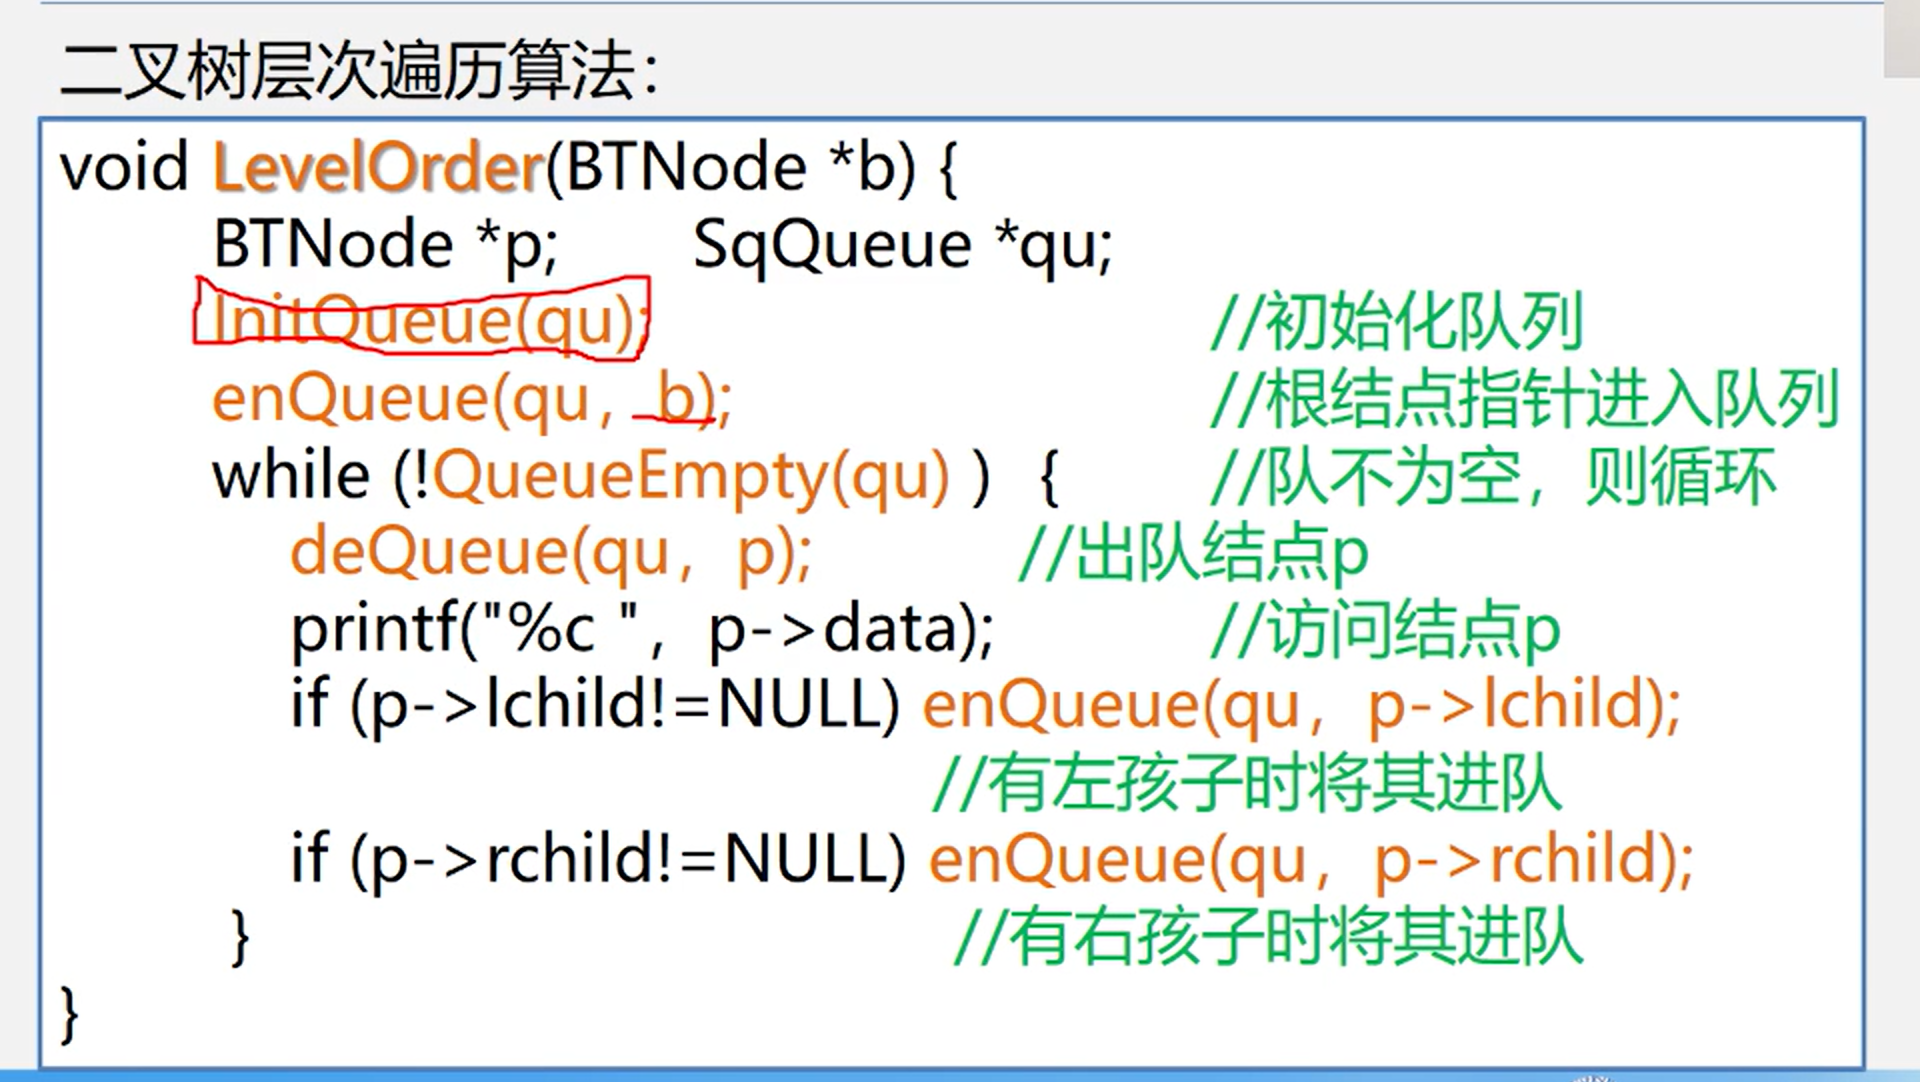 二叉树层次遍历算法：
void LevelOrder(BTNode *b) {
BTNode *p; SqQueue *qu;
InitQueue(qu); //初始化队列
enQueue(qu, b); //根结点指针进入队列
while (!QueueEmpty(qu) ) { //队不为空，则循环
deQueue(qu, p); //出队结点p
printf("%c ", p->data); //访问结点p
if (p->lchild!=NULL) enQueue(qu, p->lchild);
//有左孩子时将其进队
if (p->rchild!=NULL) enQueue(qu, p->rchild);
} //有右孩子时将其进队
}